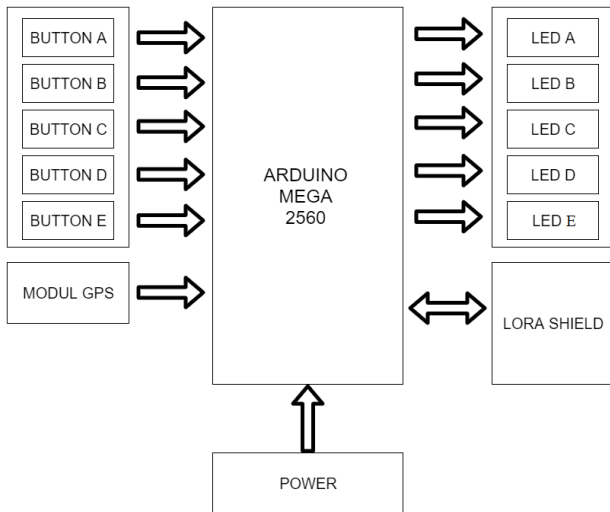 BUTTON A
BUTTON B
BUTTON C
BUTTON D
BUTTON E
MODUL GPS
ARDUINO
MEGA
2560
LED A
LED B
LED C
LED D
LED E
LORA SHIELD
POWER